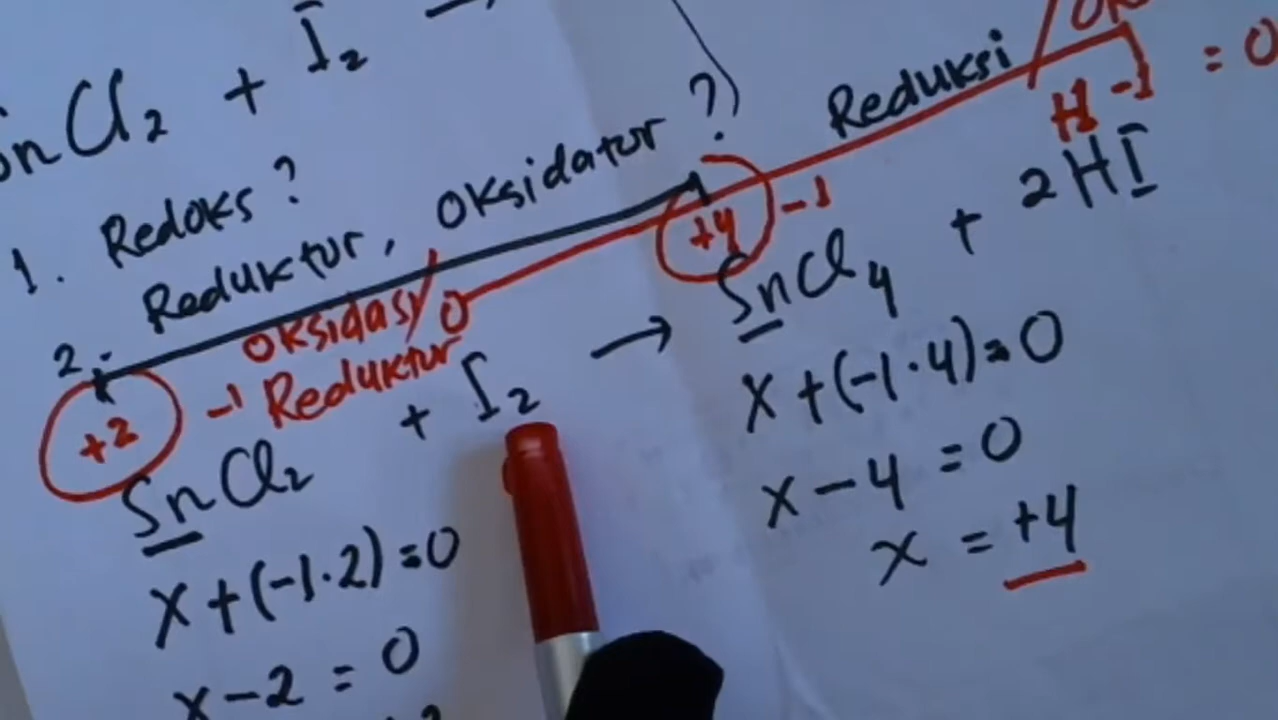 SnCl₂ + I₂ →
1. Redoks?
2. Reduktor, Oksidator ?
Oksidasi/
Reduktor
Reduksi/Ok
+2 -1 0 +4 -1 H -1 = 0
SnCl₂ + I₂ → SnCl₄ + 2HI
x+(-1.2)=0
x-2 = 0
x+(-1.4)=0
x-4 = 0
x = +4